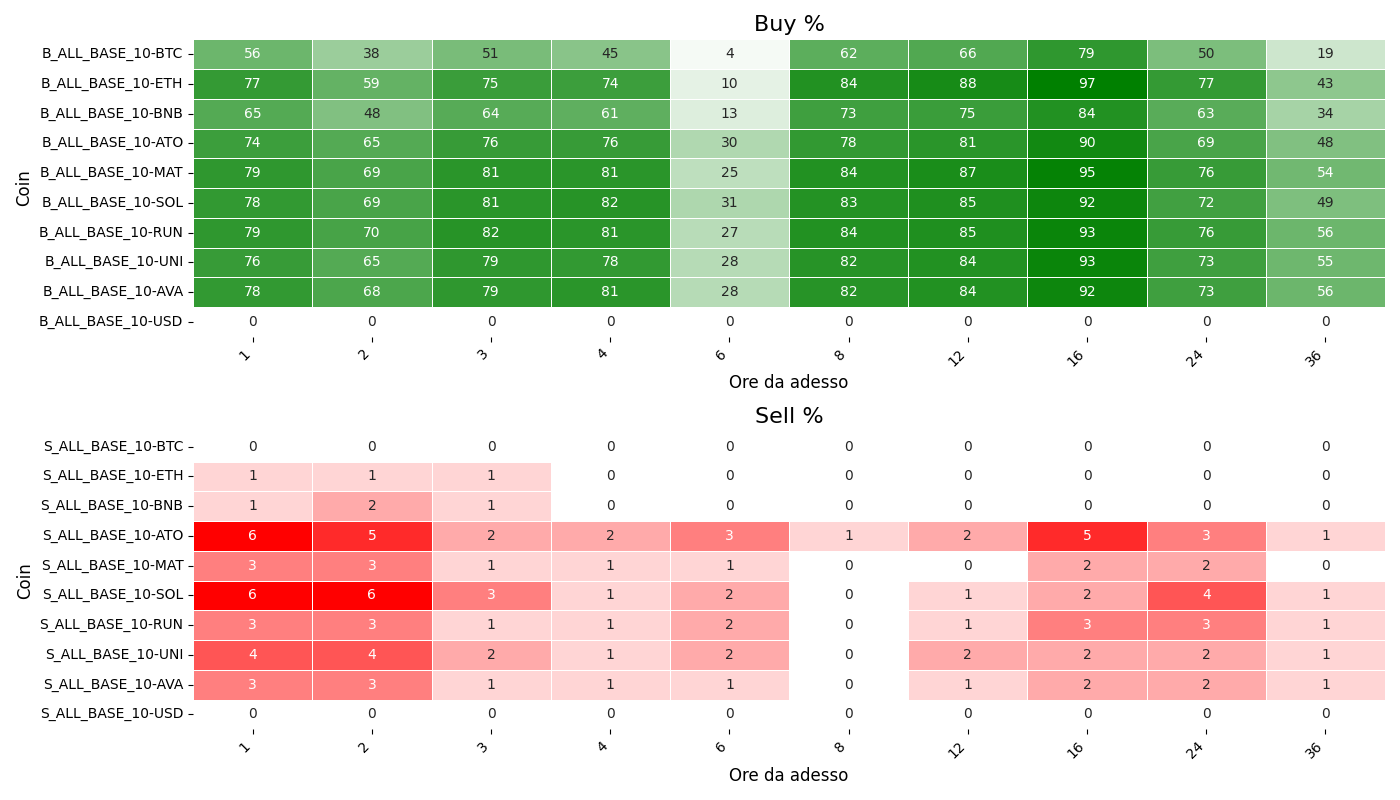 Buy %
Coin
B_ALL_BASE_10-BTC 56 38 51 45 4 62 66 79 50 19
B_ALL_BASE_10-ETH 77 59 75 74 10 84 88 97 77 43
B_ALL_BASE_10-BNB 65 48 64 61 13 73 75 84 63 34
B_ALL_BASE_10-ATO 74 65 76 76 30 78 81 90 69 48
B_ALL_BASE_10-MAT 79 69 81 81 25 84 87 95 76 54
B_ALL_BASE_10-SOL 78 69 81 82 31 83 85 92 72 49
B_ALL_BASE_10-RUN 79 70 82 81 27 84 85 93 76 56
B_ALL_BASE_10-UNI 76 65 79 78 28 82 84 93 73 55
B_ALL_BASE_10-AVA 78 68 79 81 28 82 84 92 73 56
B_ALL_BASE_10-USD 0 0 0 0 0 0 0 0 0 0
1 2 3 4 6 8 12 16 24 36
Ore da adesso
Sell %
Coin
S_ALL_BASE_10-BTC 0 0 0 0 0 0 0 0 0 0
S_ALL_BASE_10-ETH 1 1 1 0 0 0 0 0 0 0
S_ALL_BASE_10-BNB 1 2 1 0 0 0 0 0 0 0
S_ALL_BASE_10-ATO 6 5 2 2 3 1 2 5 3 1
S_ALL_BASE_10-MAT 3 3 1 1 1 0 0 2 2 0
S_ALL_BASE_10-SOL 6 6 3 1 2 0 1 2 4 1
S_ALL_BASE_10-RUN 3 3 1 1 2 0 1 3 3 1
S_ALL_BASE_10-UNI 4 4 2 1 2 0 2 2 2 1
S_ALL_BASE_10-AVA 3 3 1 1 1 0 1 2 2 1
S_ALL_BASE_10-USD 0 0 0 0 0 0 0 0 0 0
1 2 3 4 6 8 12 16 24 36
Ore da adesso